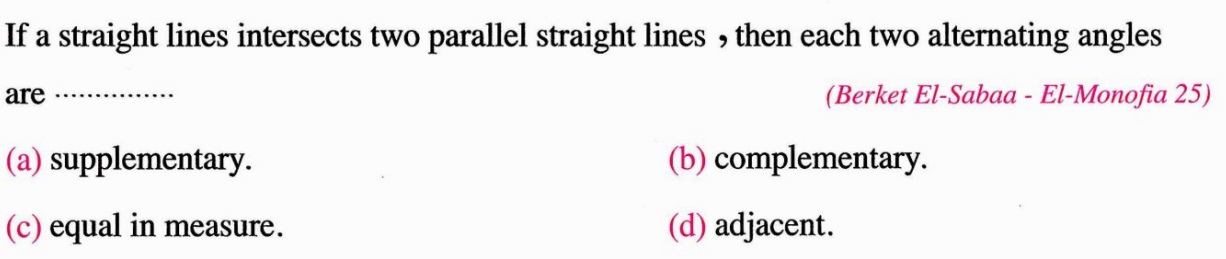 If a straight lines intersects two parallel straight lines , then each two alternating angles
are ...............
(Berket El-Sabaa - El-Monofia 25)
(a) supplementary.
(b) complementary.
(c) equal in measure.
(d) adjacent.